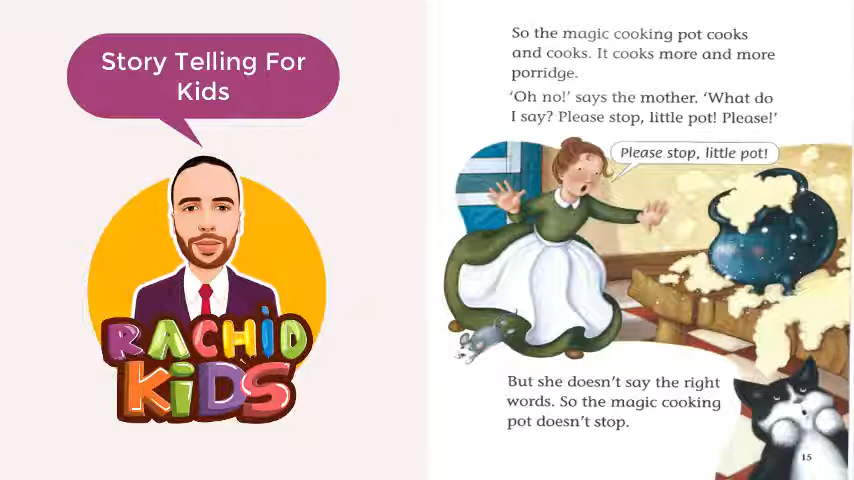 Story Telling For
Kids
RACHID
KiDS
So the magic cooking pot cooks
and cooks. It cooks more and more
porridge.
‘Oh no!’ says the mother. ‘What do
I say? Please stop, little pot! Please!’
Please stop, little pot!
But she doesn’t say the right
words. So the magic cooking
pot doesn’t stop.
15